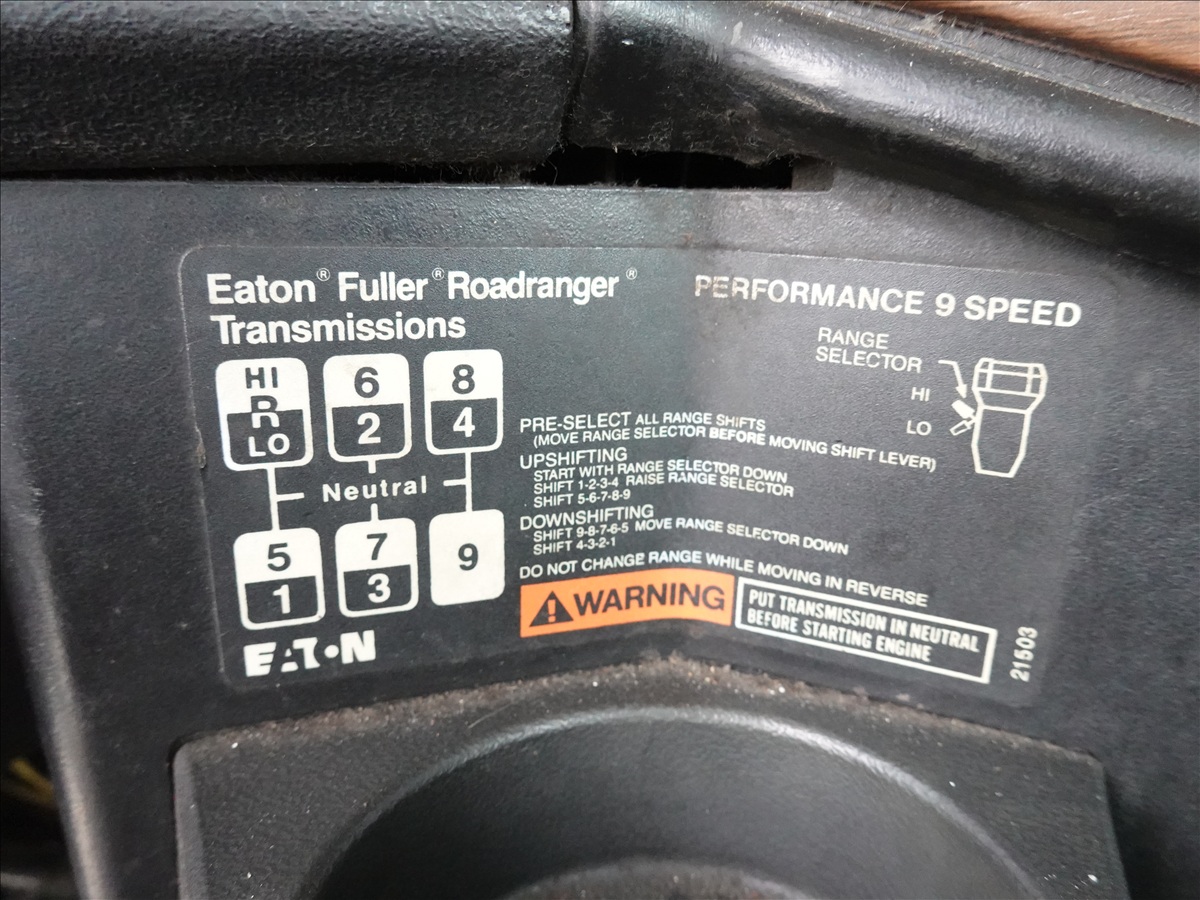 Eaton® Fuller® Roadranger®
Transmissions
PERFORMANCE 9 SPEED
RANGE
SELECTOR
HI
LO
HI
R
LO
6
2
8
4
Neutral
5
1
7
3
9
PRE-SELECT ALL RANGE SHIFTS
(MOVE RANGE SELECTOR BEFORE MOVING SHIFT LEVER)
UPSHIFTING
START WITH RANGE SELECTOR DOWN
SHIFT 1-2-3-4 RAISE RANGE SELECTOR
SHIFT 5-6-7-8-9
DOWNSHIFTING
SHIFT 9-8-7-6-5 MOVE RANGE SELECTOR DOWN
SHIFT 4-3-2-1
DO NOT CHANGE RANGE WHILE MOVING IN REVERSE
WARNING
PUT TRANSMISSION IN NEUTRAL
BEFORE STARTING ENGINE
EATON
21503